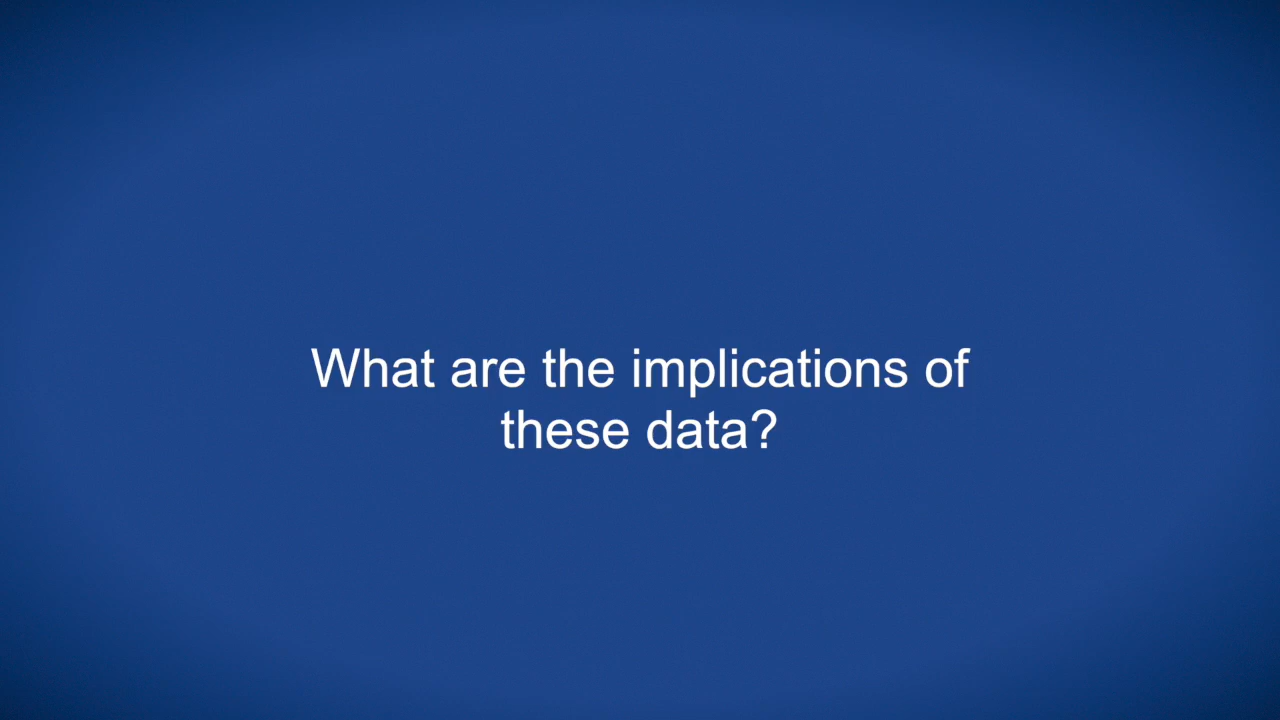 What are the implications of
these data?